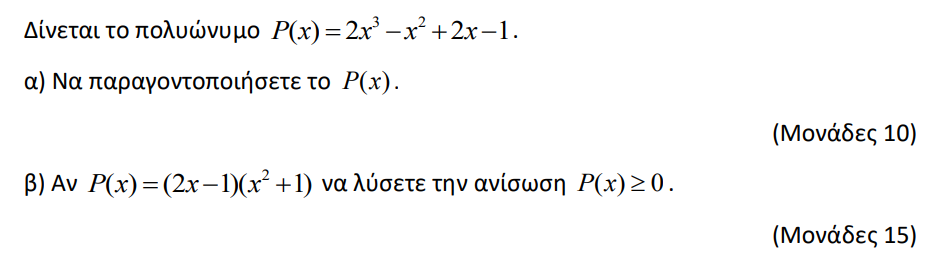 Δίνεται το πολυώνυμο P(x) = 2x³ − x² + 2x − 1.
α) Να παραγοντοποιήσετε το P(x).
(Μονάδες 10)
β) Αν P(x) = (2x − 1)(x² + 1) να λύσετε την ανίσωση P(x) ≥ 0.
(Μονάδες 15)